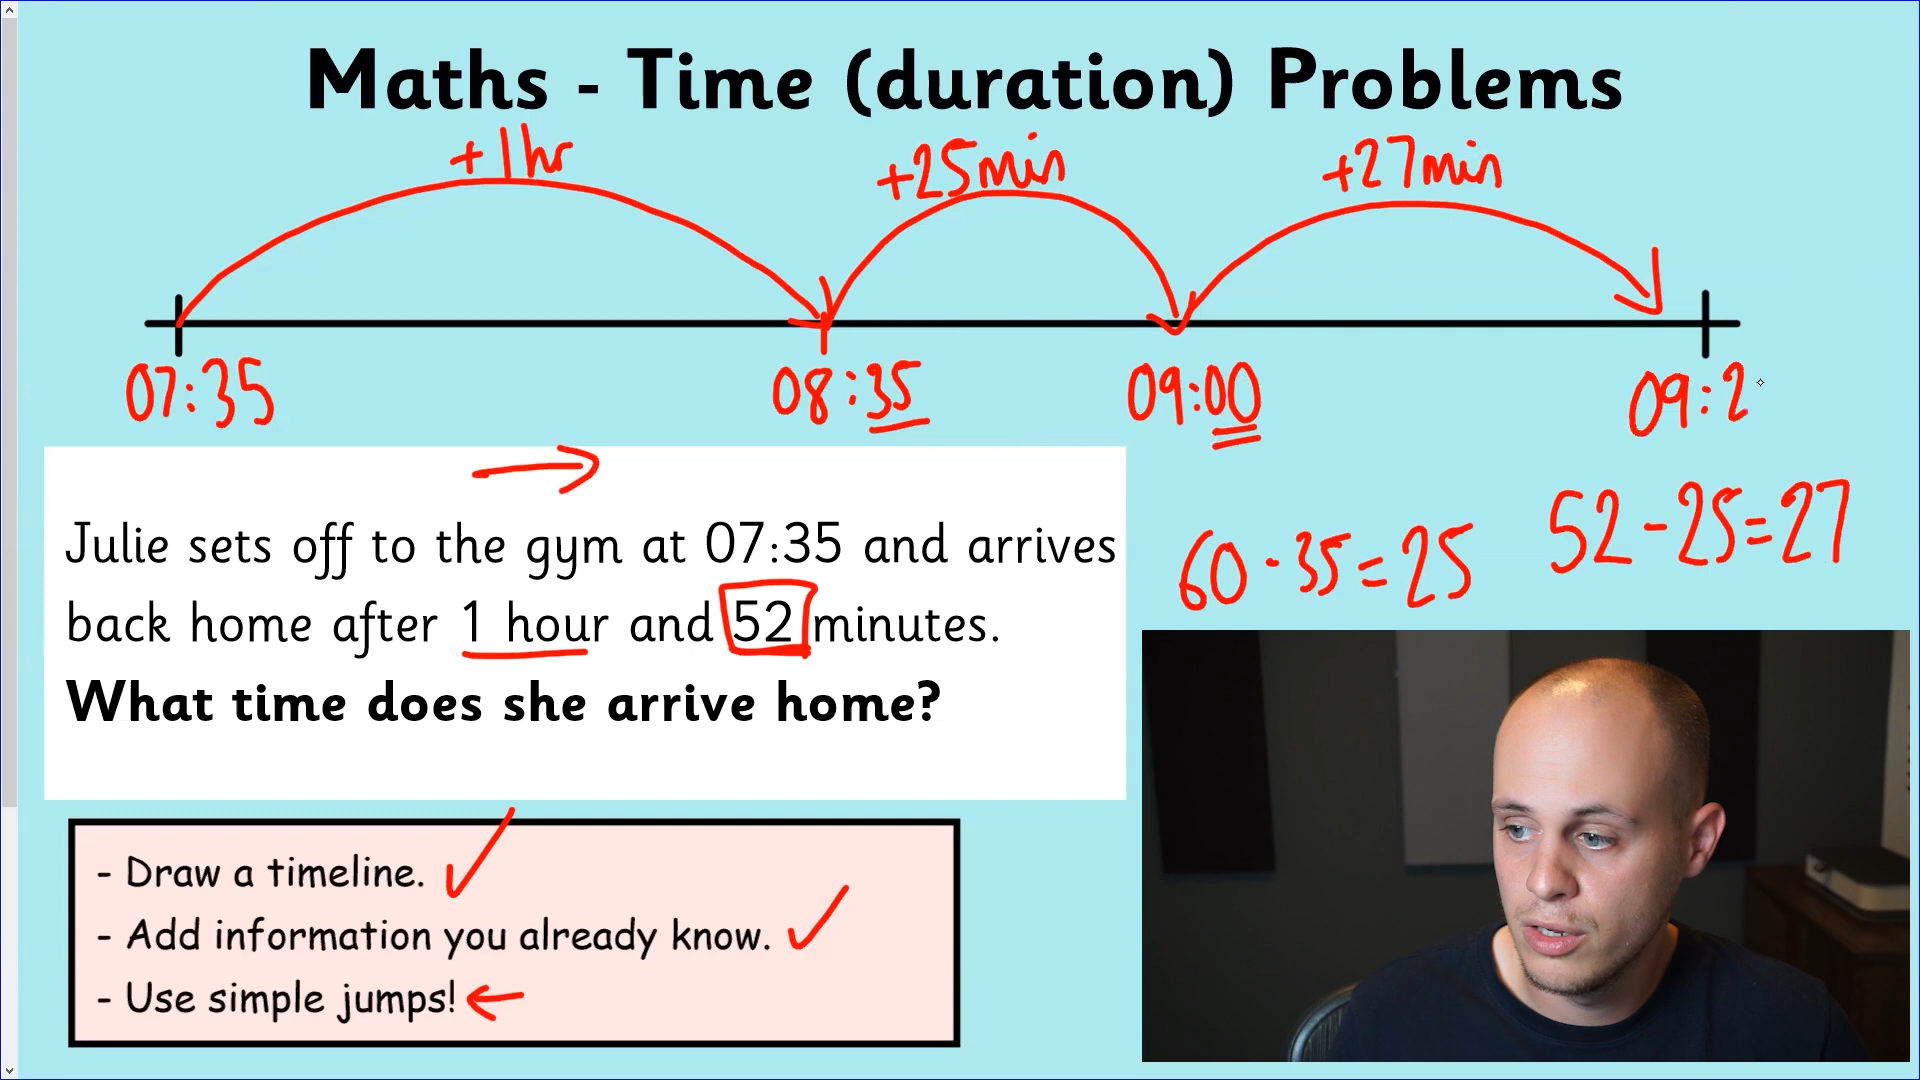 Maths - Time (duration) Problems
+1hr +25min +27min
07:35 08:35 09:00 09:2
Julie sets off to the gym at 07:35 and arrives
back home after 1 hour and 52 minutes.
What time does she arrive home?
60-35=25 52-25=27
- Draw a timeline.
- Add information you already know.
- Use simple jumps!